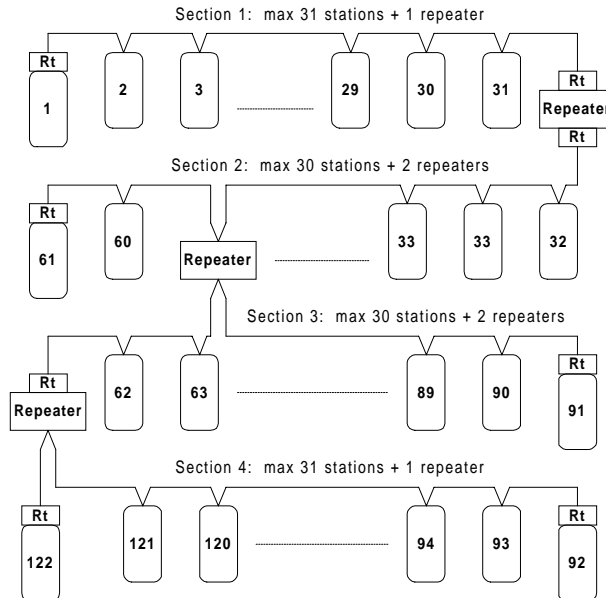 Section 1: max 31 stations + 1 repeater
Rt
Rt
1
2
3
29
30
31
Repeater
Rt
Section 2: max 30 stations + 2 repeaters
Rt
61
60
Repeater
33
33
32
Section 3: max 30 stations + 2 repeaters
Rt
Repeater
62
63
89
90
Rt
91
Section 4: max 31 stations + 1 repeater
Rt
122
121
120
94
93
Rt
92